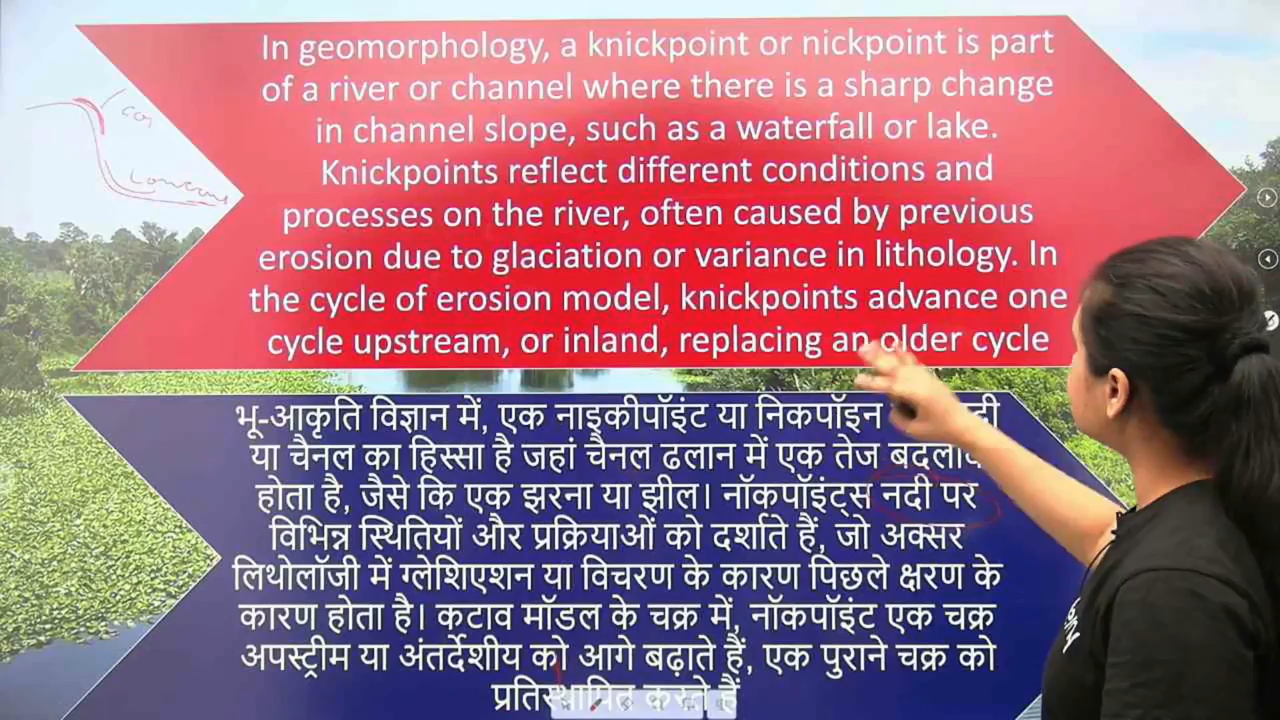 In geomorphology, a knickpoint or nickpoint is part
of a river or channel where there is a sharp change
in channel slope, such as a waterfall or lake.
Knickpoints reflect different conditions and
processes on the river, often caused by previous
erosion due to glaciation or variance in lithology. In
the cycle of erosion model, knickpoints advance one
cycle upstream, or inland, replacing an older cycle
भू-आकृति विज्ञान में, एक नाइकीपॉइंट या निकपॉइन
या चैनल का हिस्सा है जहां चैनल ढलान में एक तेज बदलाव
होता है, जैसे कि एक झरना या झील। नॉकपॉइंट्स नदी पर
विभिन्न स्थितियों और प्रक्रियाओं को दर्शाते हैं, जो अक्सर
लिथोलॉजी में ग्लेशिएशन या विचरण के कारण पिछले क्षरण के
कारण होता है। कटाव मॉडल के चक्र में, नॉकपॉइंट एक चक्र
अपस्ट्रीम या अंतर्देशीय को आगे बढ़ाते हैं, एक पुराने चक्र को
प्रतिस्थापित करते हैं